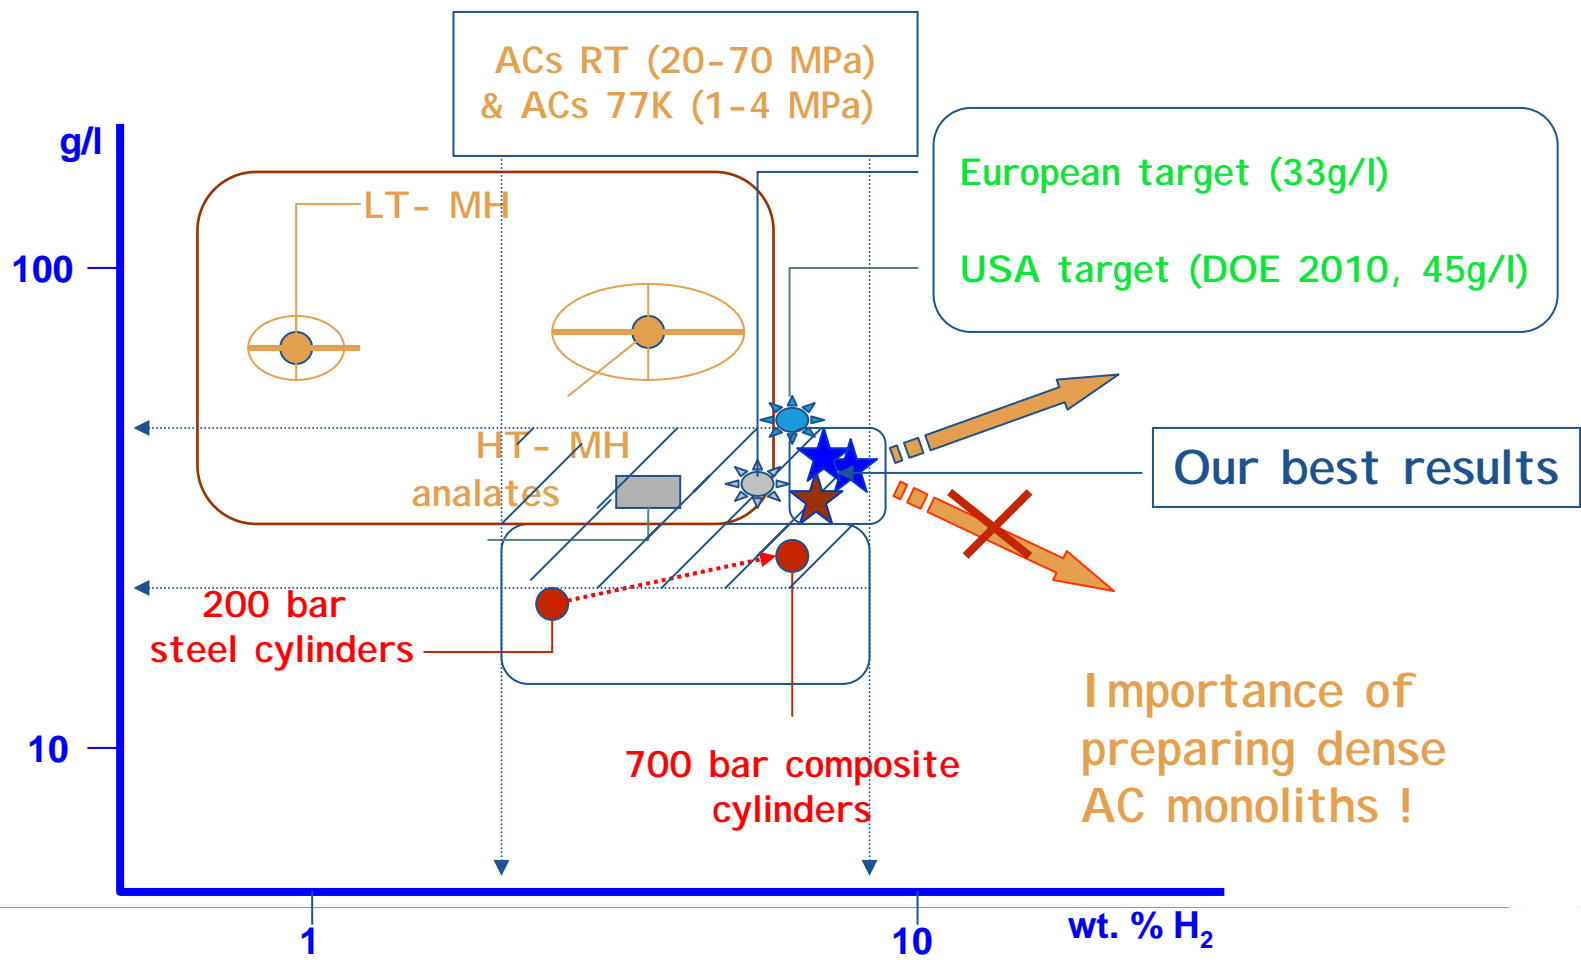 ACs RT (20-70 MPa)
& ACs 77K (1-4 MPa)
g/l
European target (33g/l)
LT- MH
USA target (DOE 2010, 45g/l)
100
HT- MH
analates
Our best results
200 bar
steel cylinders
Importance of
preparing dense
AC monoliths !
10
700 bar composite
cylinders
1
10
wt. % H₂